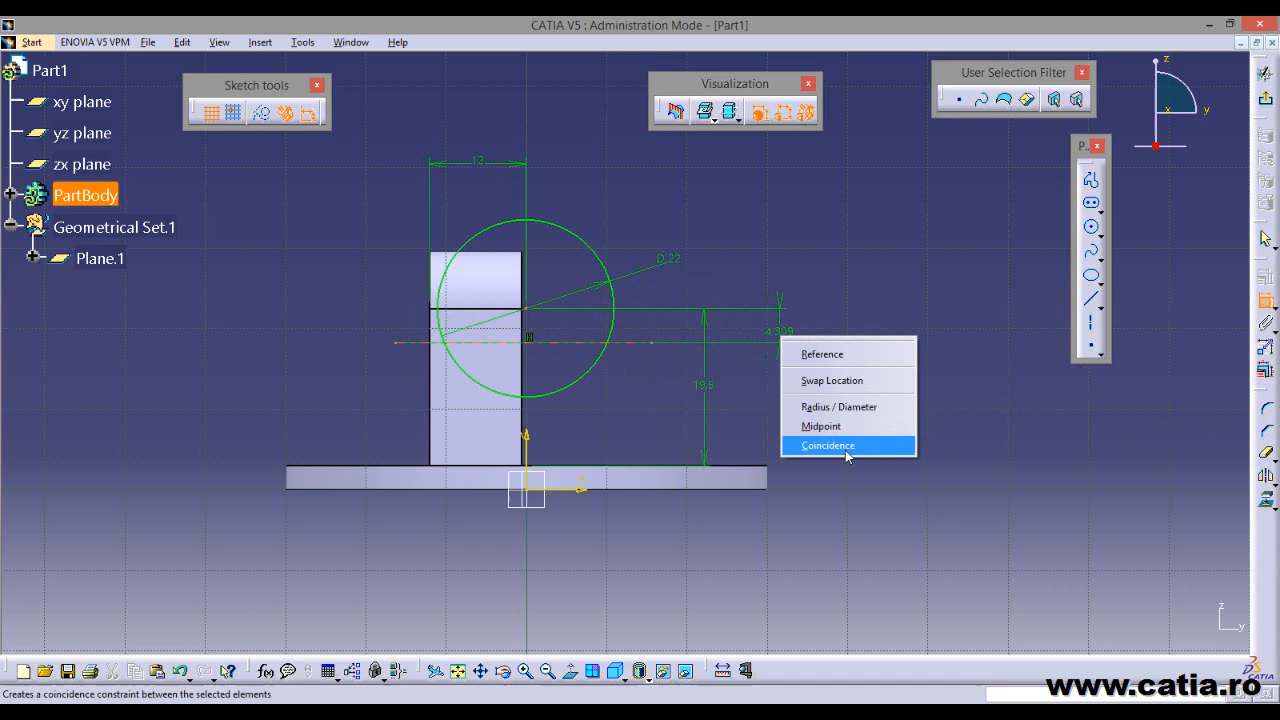 CATIA V5 : Administration Mode - [Part1]
Start ENOVIA V5 VPM File Edit View Insert Tools Window Help
Part1
xy plane
yz plane
zx plane
PartBody
Geometrical Set.1
Plane.1
Sketch tools
Visualization
User Selection Filter
P..
z
x
y
12
D 22
4.309
H
19.5
Reference
Swap Location
Radius / Diameter
Midpoint
Coincidence
z
y
f(x)
Creates a coincidence constraint between the selected elements
www.catia.ro